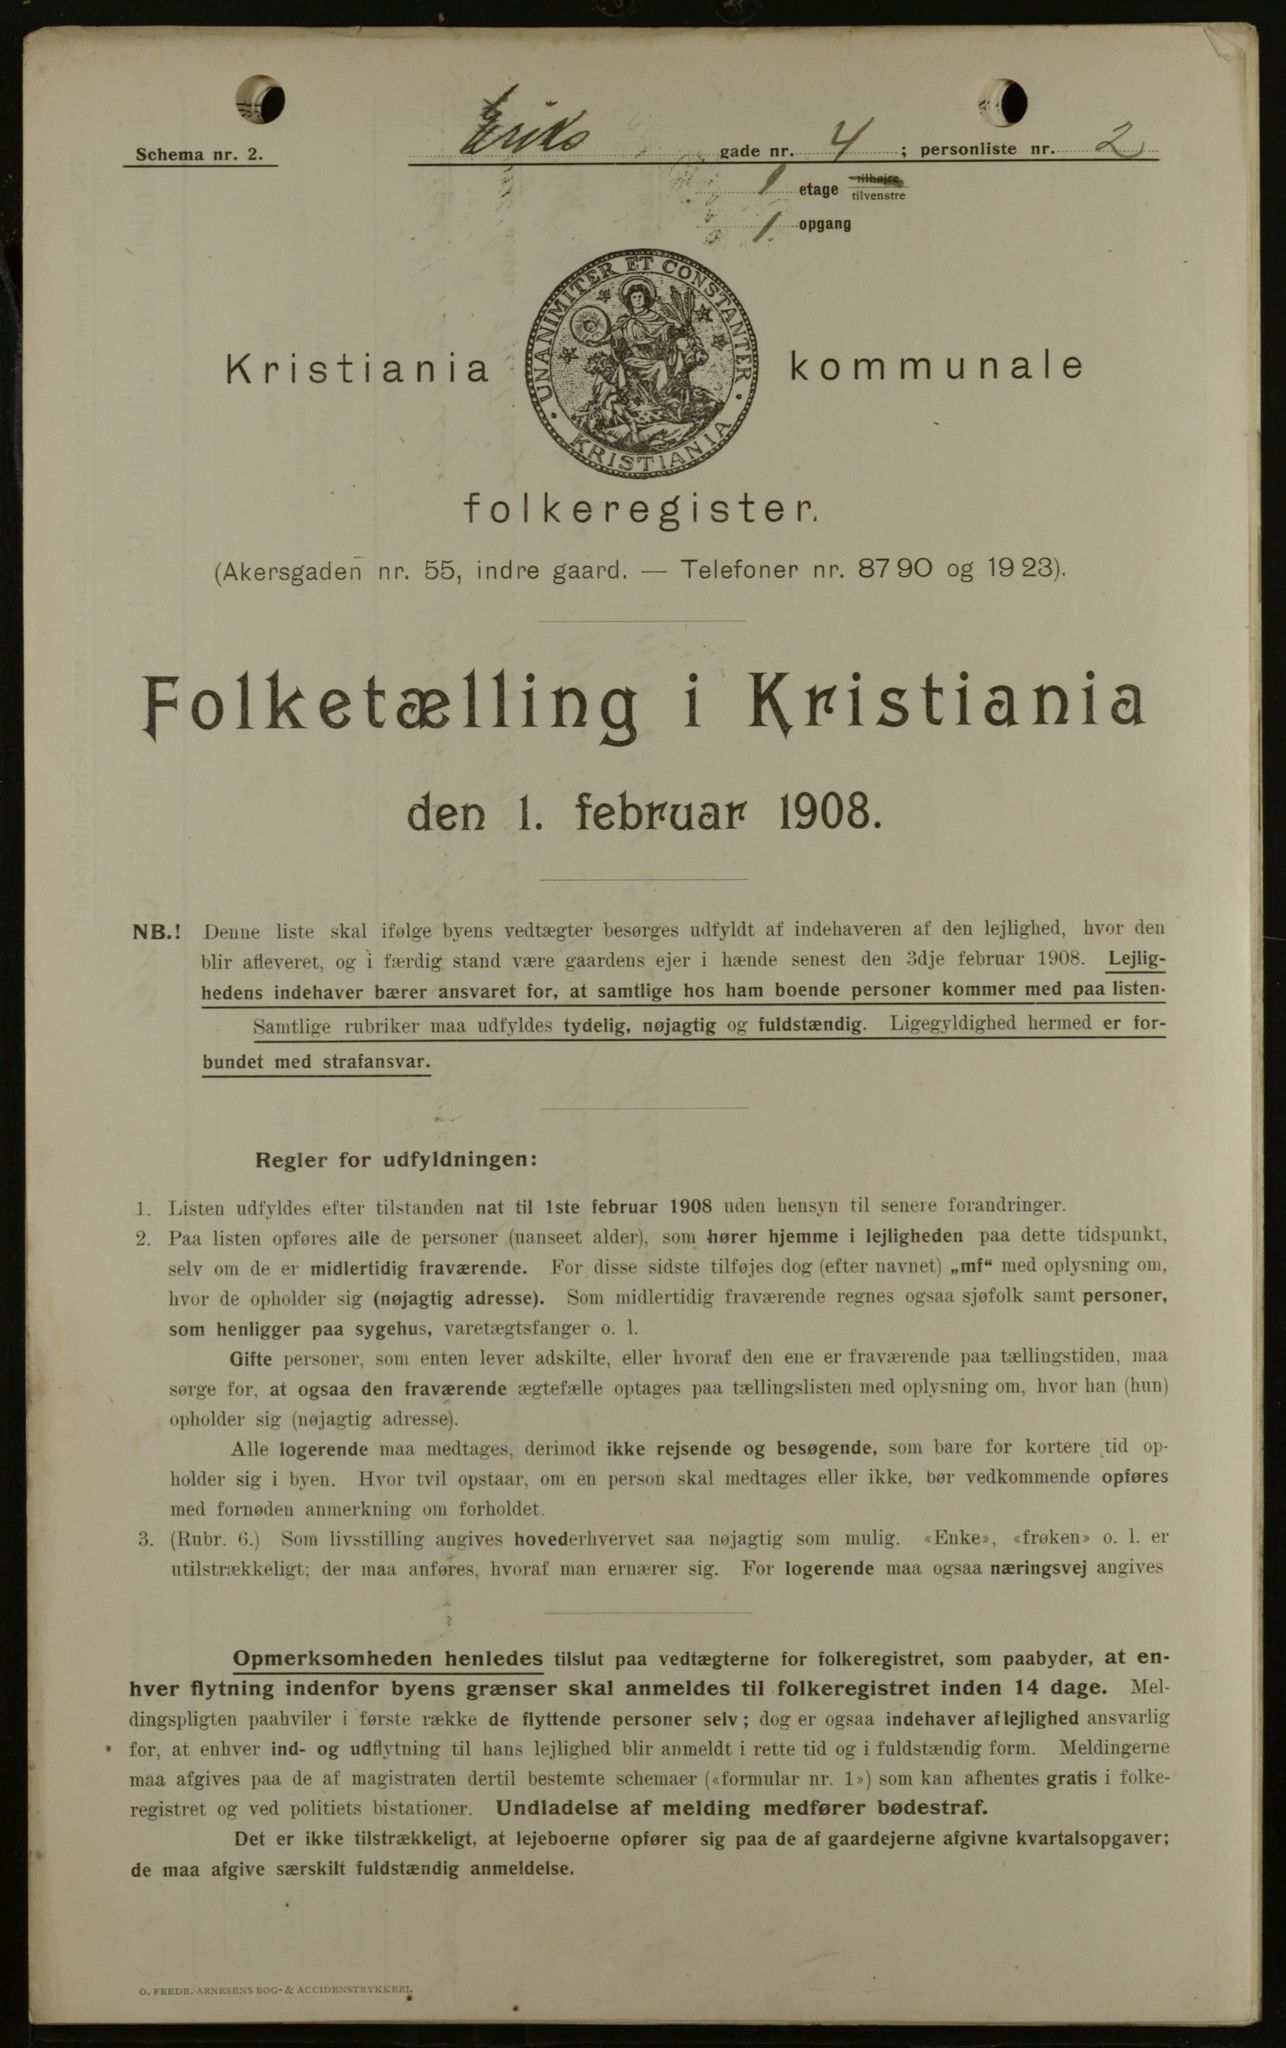 Schema nr. 2.
Eriks gade nr. 4 ; personliste nr. 2
1 etage tilhøjre
tilvenstre
1. opgang
UNANIMITER ET CONSTANTER
KRISTIANIA
Kristiania kommunale
folkeregister.
(Akersgaden nr. 55, indre gaard. — Telefoner nr. 8790 og 1923).
Folketælling i Kristiania
den 1. februar 1908.
NB.! Denne liste skal ifølge byens vedtægter besørges udfyldt af indehaveren af den lejlighed, hvor den
blir afleveret, og i færdig stand være gaardens ejer i hænde senest den 3dje februar 1908. Lejlig-
hedens indehaver bærer ansvaret for, at samtlige hos ham boende personer kommer med paa listen.
Samtlige rubriker maa udfyldes tydelig, nøjagtig og fuldstændig. Ligegyldighed hermed er for-
bundet med strafansvar.
Regler for udfyldningen:
1. Listen udfyldes efter tilstanden nat til 1ste februar 1908 uden hensyn til senere forandringer.
2. Paa listen opføres alle de personer (uanseet alder), som hører hjemme i lejligheden paa dette tidspunkt,
selv om de er midlertidig fraværende. For disse sidste tilføjes dog (efter navnet) „mf“ med oplysning om,
hvor de opholder sig (nøjagtig adresse). Som midlertidig fraværende regnes ogsaa sjøfolk samt personer,
som henligger paa sygehus, varetægtsfanger o. l.
Gifte personer, som enten lever adskilte, eller hvoraf den ene er fraværende paa tællingstiden, maa
sørge for, at ogsaa den fraværende ægtefælle optages paa tællingslisten med oplysning om, hvor han (hun)
opholder sig (nøjagtig adresse).
Alle logerende maa medtages, derimod ikke rejsende og besøgende, som bare for kortere tid op-
holder sig i byen. Hvor tvil opstaar, om en person skal medtages eller ikke, bør vedkommende opføres
med fornøden anmerkning om forholdet.
3. (Rubr. 6.) Som livsstilling angives hovederhvervet saa nøjagtig som mulig. «Enke», «frøken» o. l. er
utilstrækkeligt; der maa anføres, hvoraf man ernærer sig. For logerende maa ogsaa næringsvej angives
Opmerksomheden henledes tilslut paa vedtægterne for folkeregistret, som paabyder, at en-
hver flytning indenfor byens grænser skal anmeldes til folkeregistret inden 14 dage. Mel-
dingspligten paahviler i første række de flyttende personer selv; dog er ogsaa indehaver af lejlighed ansvarlig
for, at enhver ind- og udflytning til hans lejlighed blir anmeldt i rette tid og i fuldstændig form. Meldingerne
maa afgives paa de af magistraten dertil bestemte schemaer («formular nr. 1») som kan afhentes gratis i folke-
registret og ved politiets bistationer. Undladelse af melding medfører bødestraf.
Det er ikke tilstrækkeligt, at lejeboerne opfører sig paa de af gaardejerne afgivne kvartalsopgaver;
de maa afgive særskilt fuldstændig anmeldelse.
O. FREDR. ARNESENS BOG- & ACCIDENSTRYKKERI.